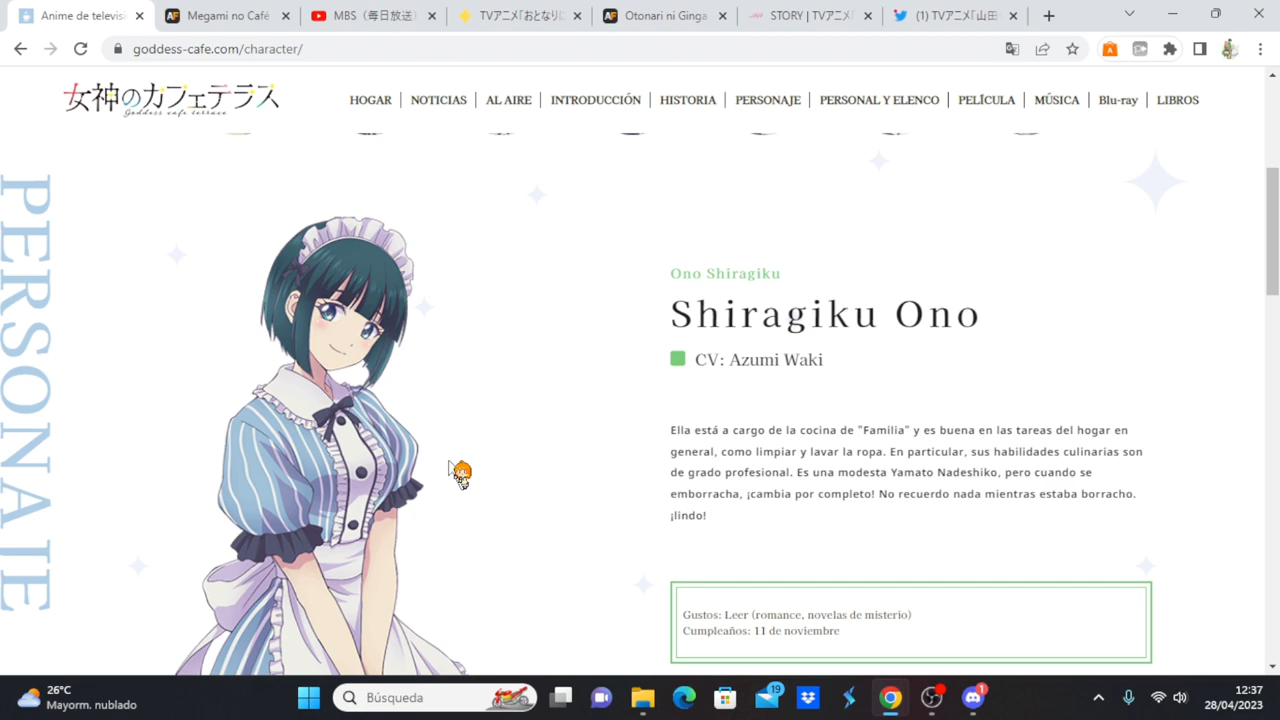 Anime de televisi
Megami no Café
MBS (毎日放送)
TVアニメ「おとなりに
Otonari ni Ginga
STORY | TVアニメ「
(1) TVアニメ「山田く
goddess-cafe.com/character/
女神のカフェテラス
Goddess cafe terrace
HOGAR
NOTICIAS
AL AIRE
INTRODUCCIÓN
HISTORIA
PERSONAJE
PERSONAL Y ELENCO
PELÍCULA
MÚSICA
Blu-ray
LIBROS
PERSONAJE
Ono Shiragiku
Shiragiku Ono
CV: Azumi Waki
Ella está a cargo de la cocina de "Familia" y es buena en las tareas del hogar en
general, como limpiar y lavar la ropa. En particular, sus habilidades culinarias son
de grado profesional. Es una modesta Yamato Nadeshiko, pero cuando se
emborracha, ¡cambia por completo! No recuerdo nada mientras estaba borracho.
¡lindo!
Gustos: Leer (romance, novelas de misterio)
Cumpleaños: 11 de noviembre
26°C
Mayorm. nublado
Búsqueda
19
1
12:37
28/04/2023